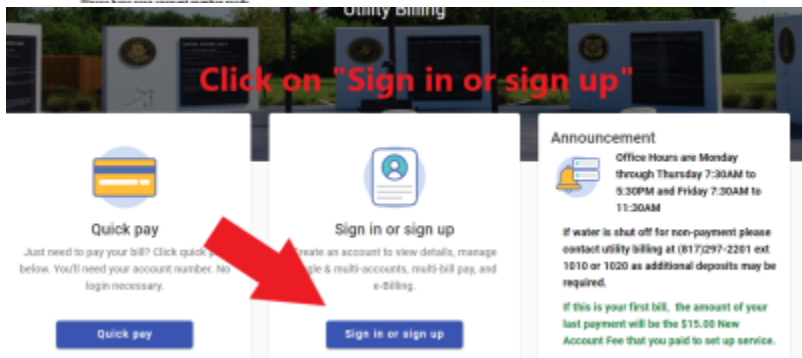 Utility Billing
Click on "Sign in or sign up"
Quick pay
Just need to pay your bill? Click quick
below. You'll need your account number. No
login necessary.
Quick pay
Sign in or sign up
Create an account to view details, manage
& multi-accounts, multi-bill pay, and
e-Billing.
Sign in or sign up
Announcement
Office Hours are Monday
through Thursday 7:30AM to
5:30PM and Friday 7:30AM to
11:30AM
If water is shut off for non-payment please
contact utility billing at (817)297-2201 ext
1010 or 1020 as additional deposits may be
required.
If this is your first bill, the amount of your
last payment will be the $15.00 New
Account Fee that you paid to set up service.